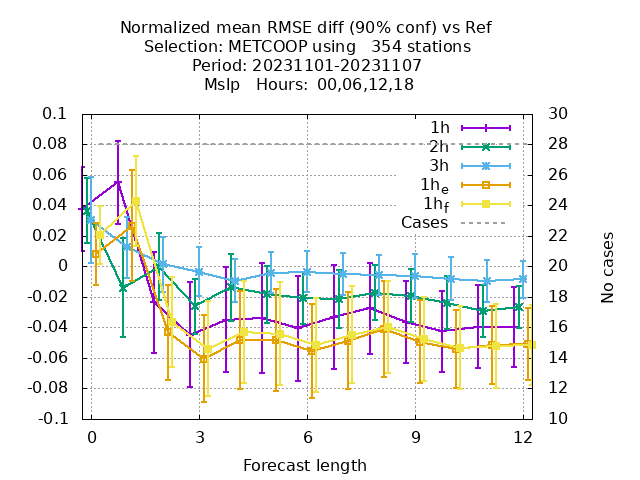 Normalized mean RMSE diff (90% conf) vs Ref
Selection: METCOOP using   354 stations
Period: 20231101-20231107
Mslp   Hours:  00,06,12,18
0.1
0.08
0.06
0.04
0.02
0
-0.02
-0.04
-0.06
-0.08
-0.1
30
28
26
24
22
20
18
16
14
12
10
No cases
1h
2h
3h
1he
1hf
Cases
0 3 6 9 12
Forecast length